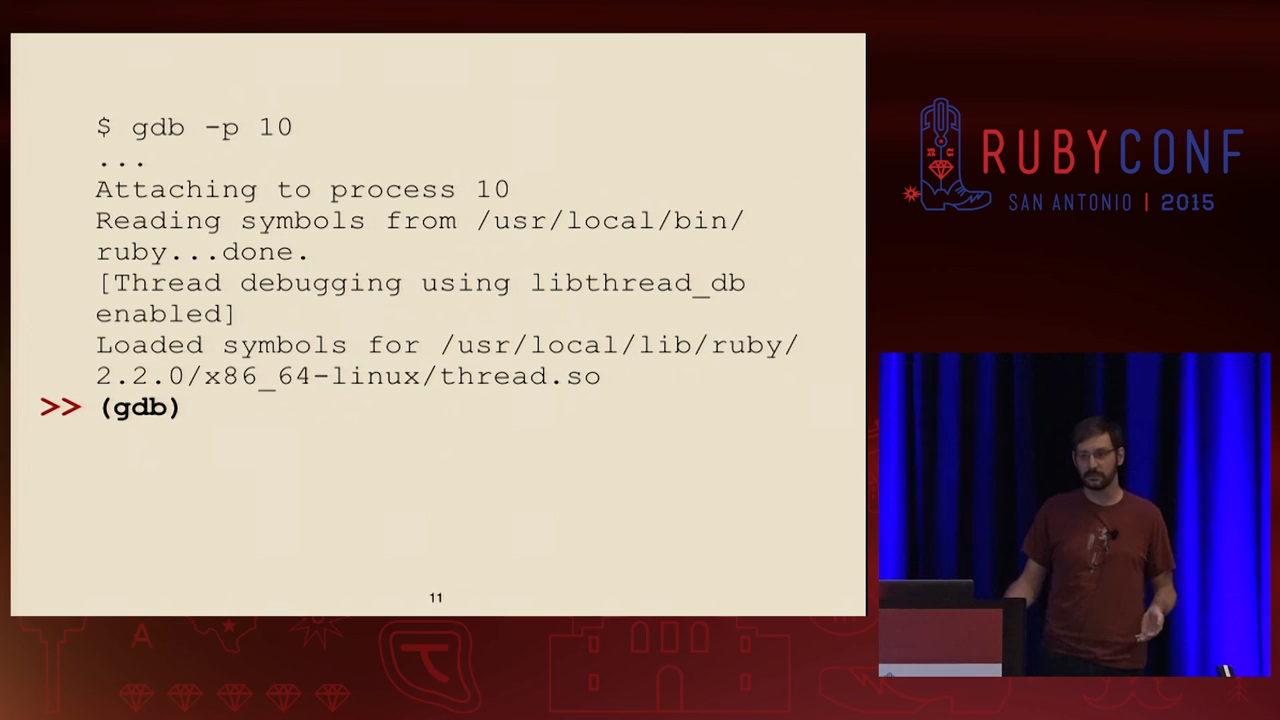 $ gdb -p 10
...
Attaching to process 10
Reading symbols from /usr/local/bin/
ruby...done.
[Thread debugging using libthread_db
enabled]
Loaded symbols for /usr/local/lib/ruby/
2.2.0/x86_64-linux/thread.so
>> (gdb)
11
RUBYCONF
SAN ANTONIO | 2015
A